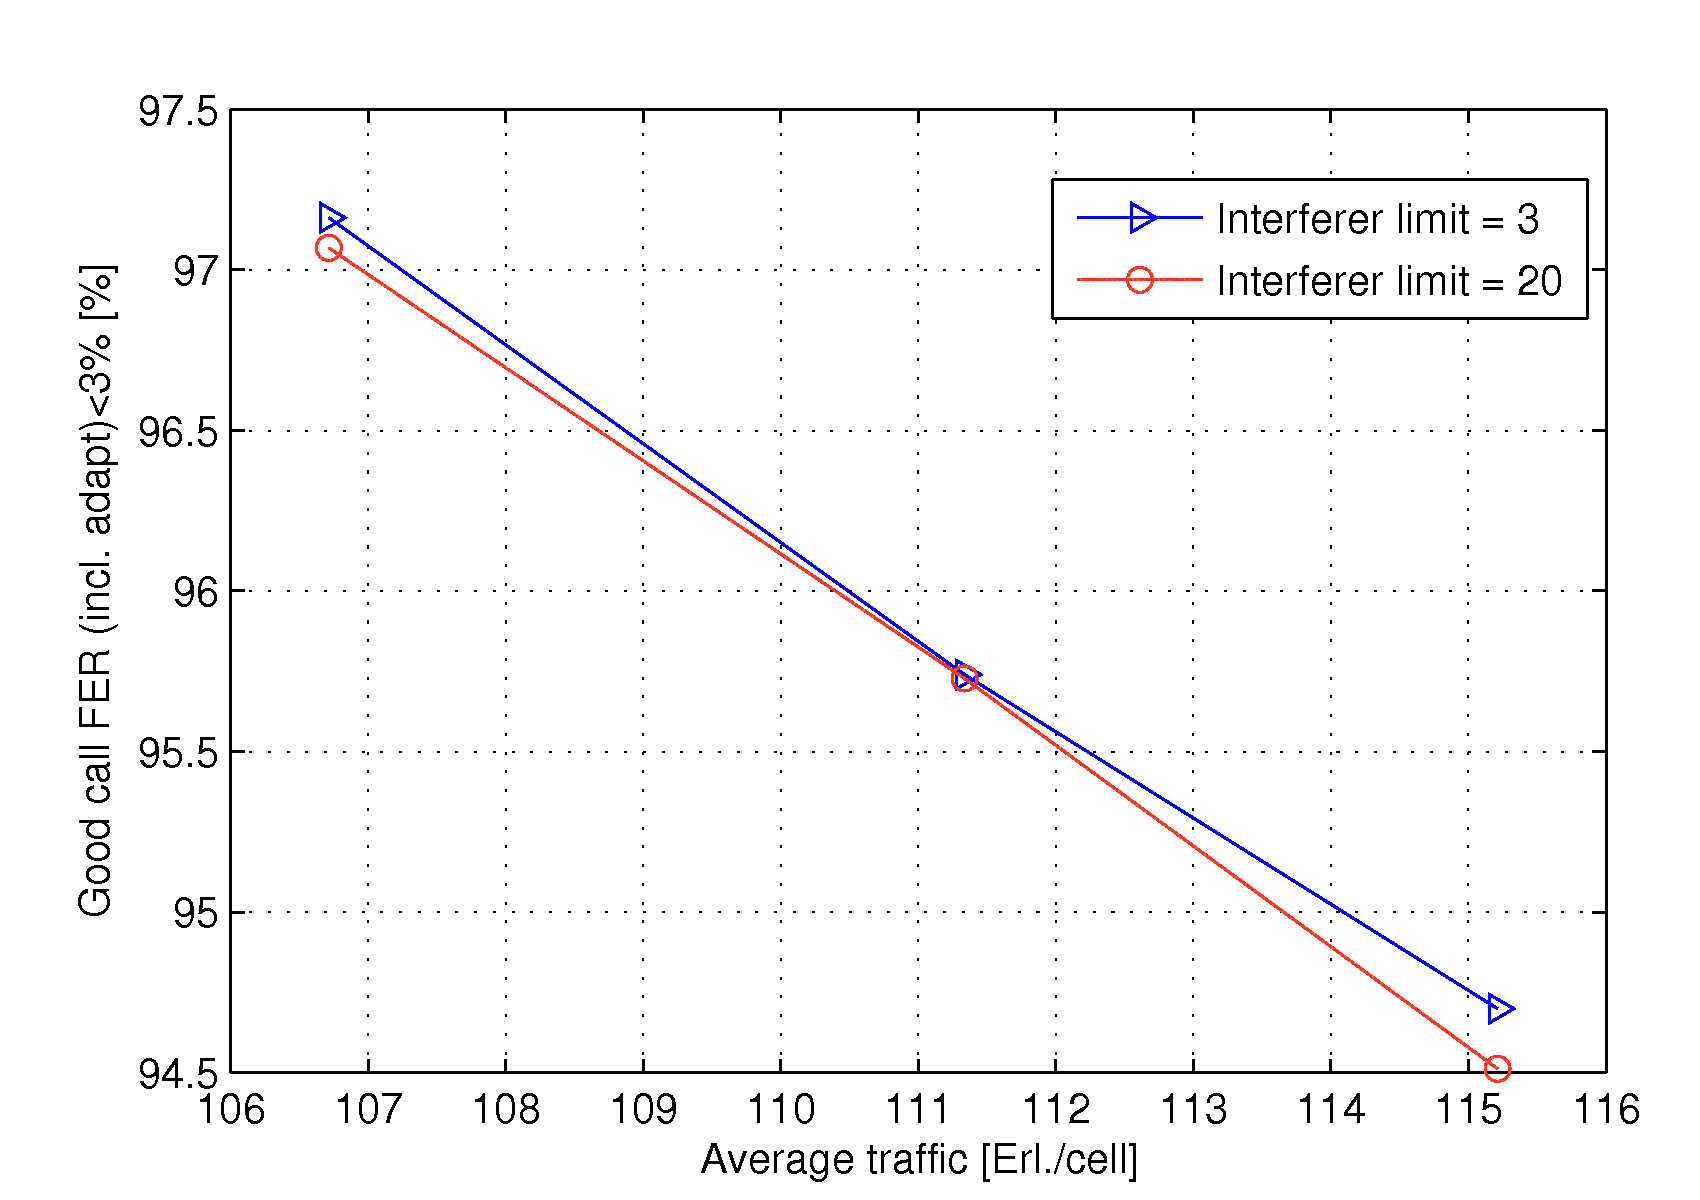 97.5
97
96.5
96
95.5
95
94.5
Good call FER (incl. adapt)<3% [%]
Interferer limit = 3
Interferer limit = 20
106 107 108 109 110 111 112 113 114 115 116
Average traffic [Erl./cell]